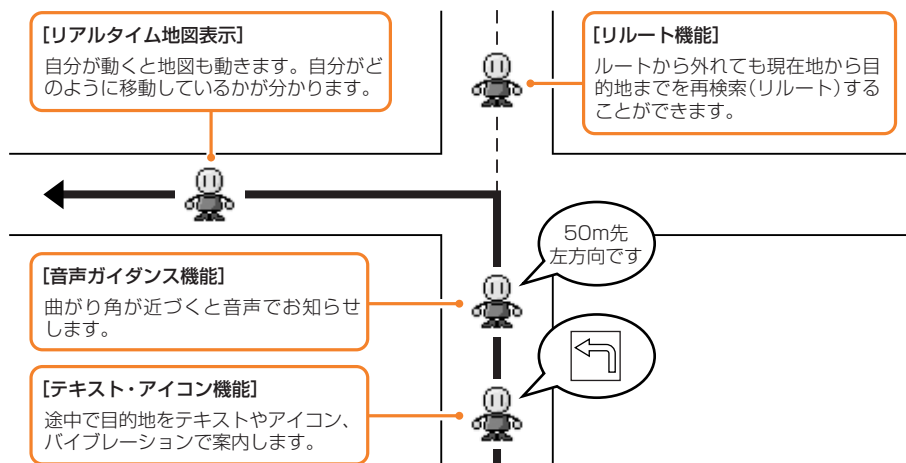 [リアルタイム地図表示]
自分が動くと地図も動きます。自分がど
のように移動しているかが分かります。
[リルート機能]
ルートから外れても現在地から目
的地までを再検索(リルート)する
ことができます。
50m先
左方向です
[音声ガイダンス機能]
曲がり角が近づくと音声でお知らせ
します。
[テキスト・アイコン機能]
途中で目的地をテキストやアイコン、
バイブレーションで案内します。